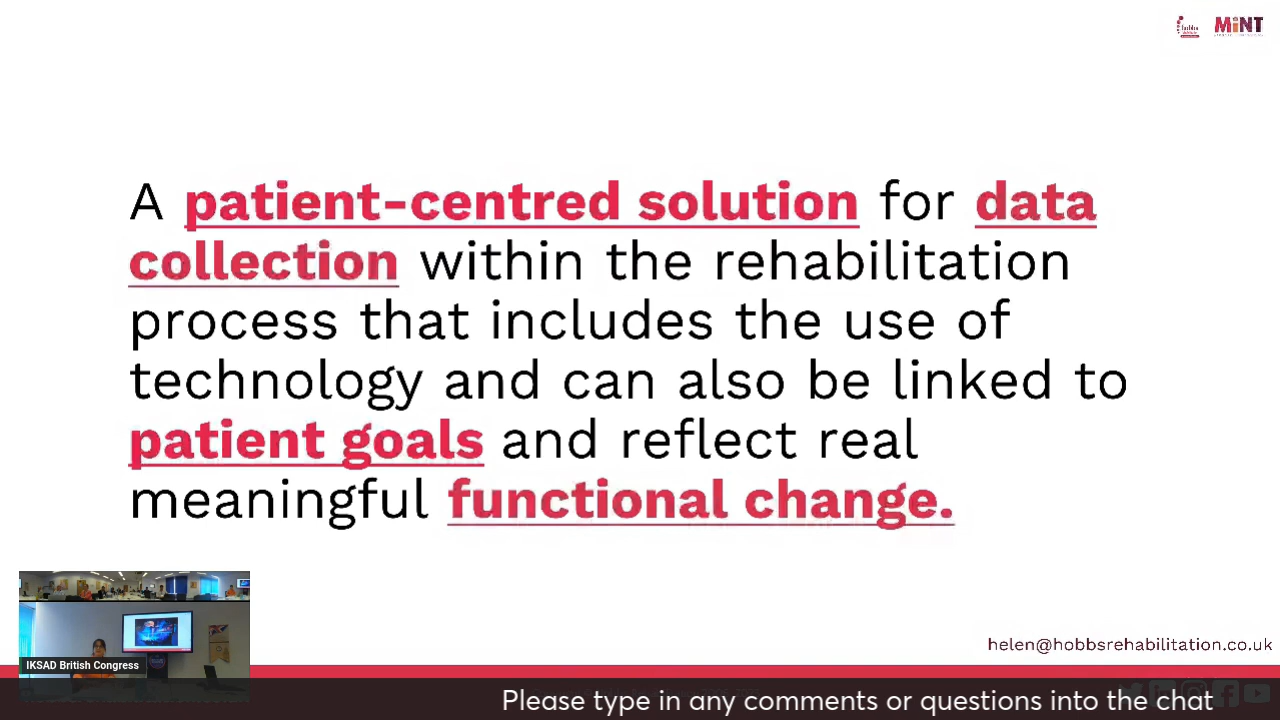 hobbs
MiNT
A patient-centred solution for data
collection within the rehabilitation
process that includes the use of
technology and can also be linked to
patient goals and reflect real
meaningful functional change.
helen@hobbsrehabilitation.co.uk
IKSAD British Congress
Please type in any comments or questions into the chat